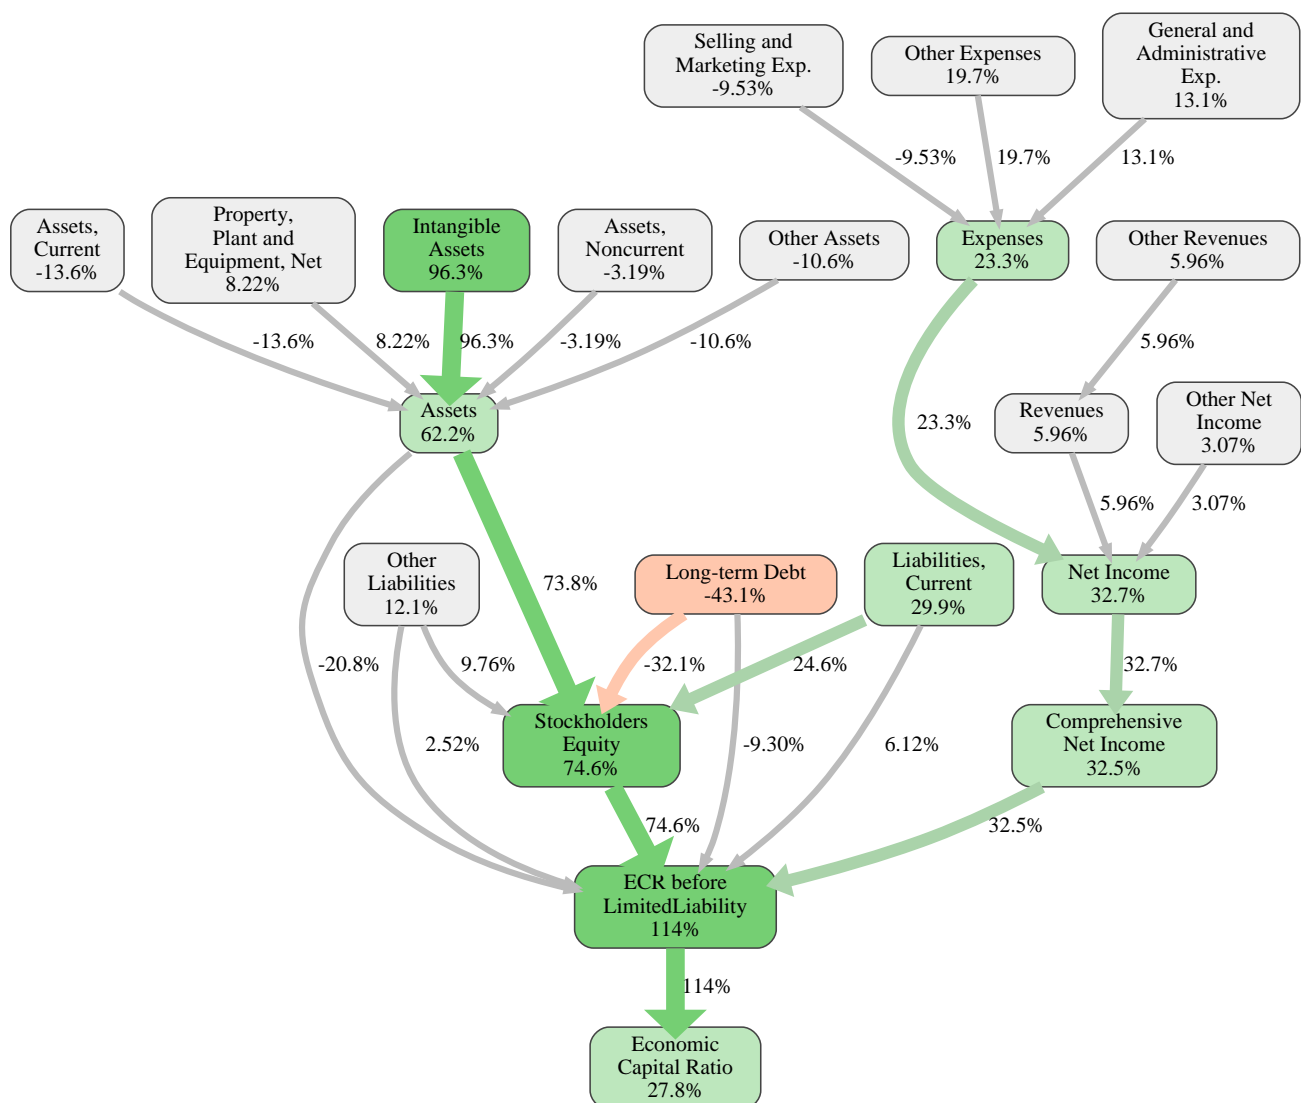 Selling and
Marketing Exp.
-9.53%
Other Expenses
19.7%
General and
Administrative
Exp.
13.1%
-9.53%
19.7%
13.1%
Assets,
Current
-13.6%
Property,
Plant and
Equipment, Net
8.22%
Intangible
Assets
96.3%
Assets,
Noncurrent
-3.19%
Other Assets
-10.6%
Expenses
23.3%
Other Revenues
5.96%
-13.6%
8.22%
96.3%
-3.19%
-10.6%
5.96%
Assets
62.2%
23.3%
Revenues
5.96%
Other Net
Income
3.07%
5.96%
3.07%
Other
Liabilities
12.1%
73.8%
Long-term Debt
-43.1%
Liabilities,
Current
29.9%
Net Income
32.7%
-20.8%
9.76%
-32.1%
24.6%
32.7%
Stockholders
Equity
74.6%
2.52%
-9.30%
6.12%
Comprehensive
Net Income
32.5%
74.6%
32.5%
ECR before
LimitedLiability
114%
114%
Economic
Capital Ratio
27.8%